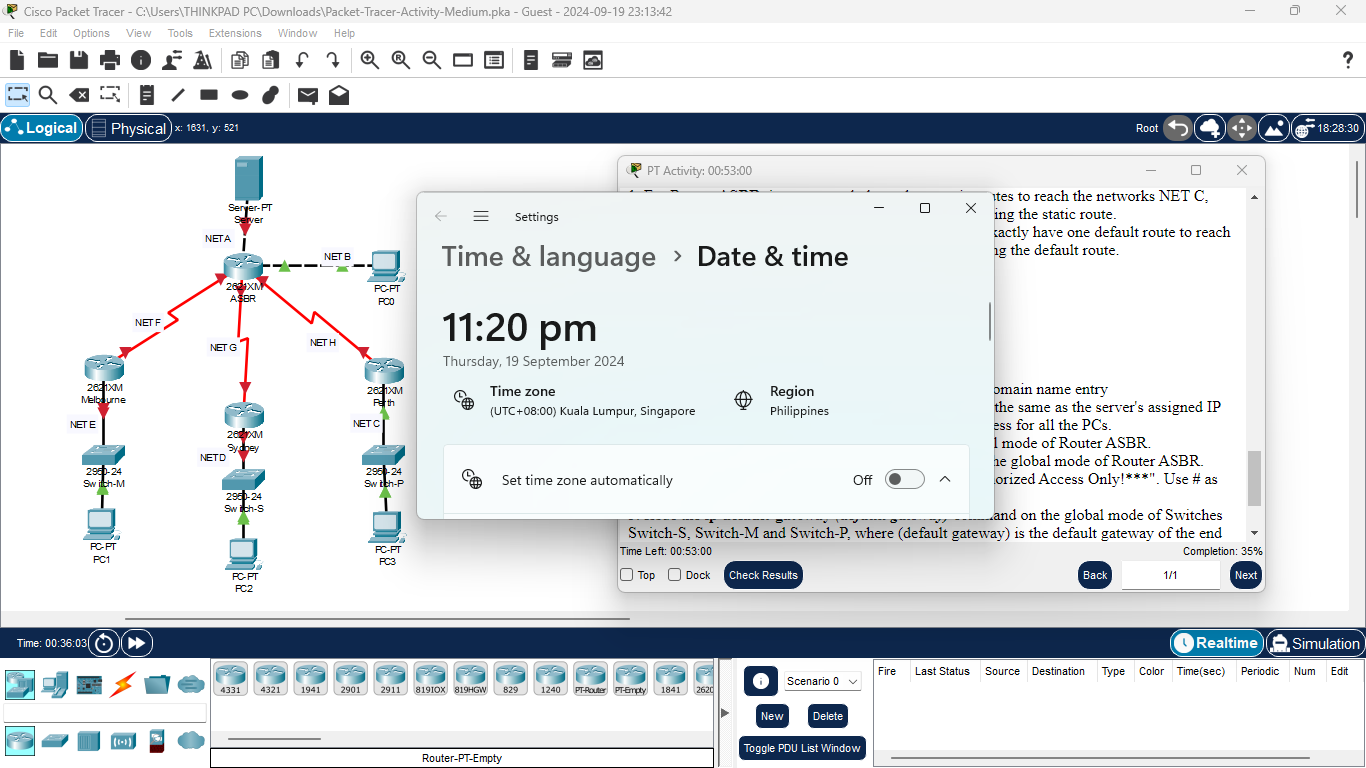 Cisco Packet Tracer - C:\Users\THINKPAD PC\Downloads\Packet-Tracer-Activity-Medium.pka - Guest - 2024-09-19 23:13:42
File Edit Options View Tools Extensions Window Help
Logical Physical x: 1631, y: 521 Root 18:28:30
Server-PT
Server
NET A
NET B
2621XM
ASBR
PC-PT
PC0
NET F
NET G
NET H
2621XM
Melbourne
2621XM
Sydney
2621XM
Perth
NET E
NET D
NET C
2950-24
Switch-M
2950-24
Switch-S
2950-24
Switch-P
PC-PT
PC1
PC-PT
PC2
PC-PT
PC3
PT Activity: 00:53:00
utes to reach the networks NET C,
ing the static route.
xactly have one default route to reach
ng the default route.
omain name entry
the same as the server's assigned IP
ess for all the PCs.
l mode of Router ASBR.
he global mode of Router ASBR.
orized Access Only!***". Use # as
and on the global mode of Switches
Switch-S, Switch-M and Switch-P, where (default gateway) is the default gateway of the end
Time Left: 00:53:00 Completion: 35%
Top Dock Check Results Back 1/1 Next
Settings
Time & language > Date & time
11:20 pm
Thursday, 19 September 2024
Time zone
(UTC+08:00) Kuala Lumpur, Singapore
Region
Philippines
Set time zone automatically Off
Time: 00:36:03 Realtime Simulation
4331 4321 1941 2901 2911 819IOX 819HGW 829 1240 PT-Router PT-Empty 1841 2620
Router-PT-Empty
Scenario 0
New Delete
Toggle PDU List Window
Fire Last Status Source Destination Type Color Time(sec) Periodic Num Edit